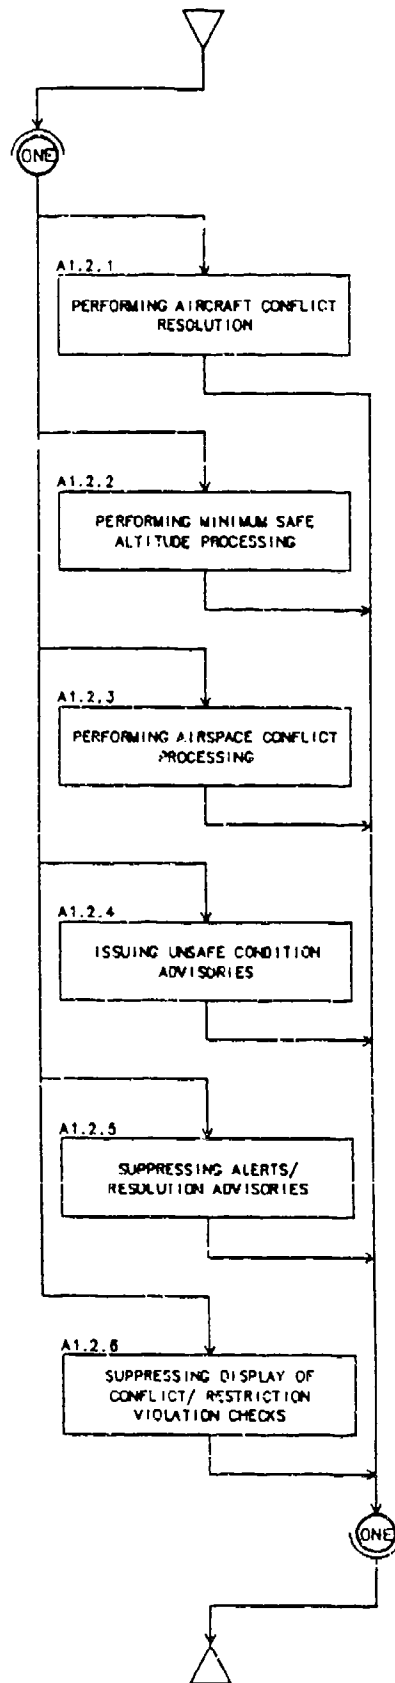 ONE
A1.2.1
PERFORMING AIRCRAFT CONFLICT
RESOLUTION
A1.2.2
PERFORMING MINIMUM SAFE
ALTITUDE PROCESSING
A1.2.3
PERFORMING AIRSPACE CONFLICT
PROCESSING
A1.2.4
ISSUING UNSAFE CONDITION
ADVISORIES
A1.2.5
SUPPRESSING ALERTS/
RESOLUTION ADVISORIES
A1.2.6
SUPPRESSING DISPLAY OF
CONFLICT/ RESTRICTION
VIOLATION CHECKS
ONE